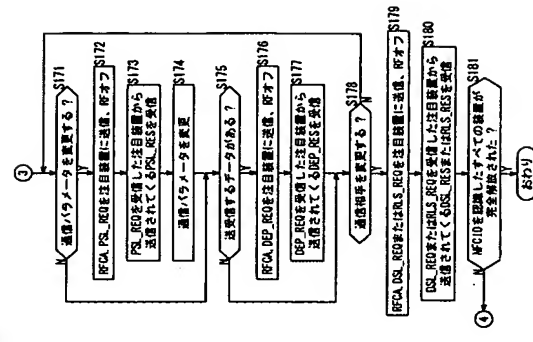 ③
通信パラメータを変更する？
S171
N
Y
RFCA, PSL_REQを注目装置に送信、RFオフ
S172
PSL_REQを受信した注目装置から
送信されてくるPSL_RESを受信
S173
通信パラメータを変更
S174
送受信するデータがある？
S175
N
Y
RFCA, DEP_REQを注目装置に送信、RFオフ
S176
DEP_REQを受信した注目装置から
送信されてくるDEP_RESを受信
S177
通信相手を変更する？
S178
N
Y
RFCA, DSL_REQまたはRLS_REQを注目装置に送信、RFオフ
S179
DSL_REQまたはRLS_REQを受信した注目装置から
送信されてくるDSL_RESまたはRLS_RESを受信
S180
NFCIDを認識したすべての装置が
完全解放された？
S181
N
④
Y
おわり